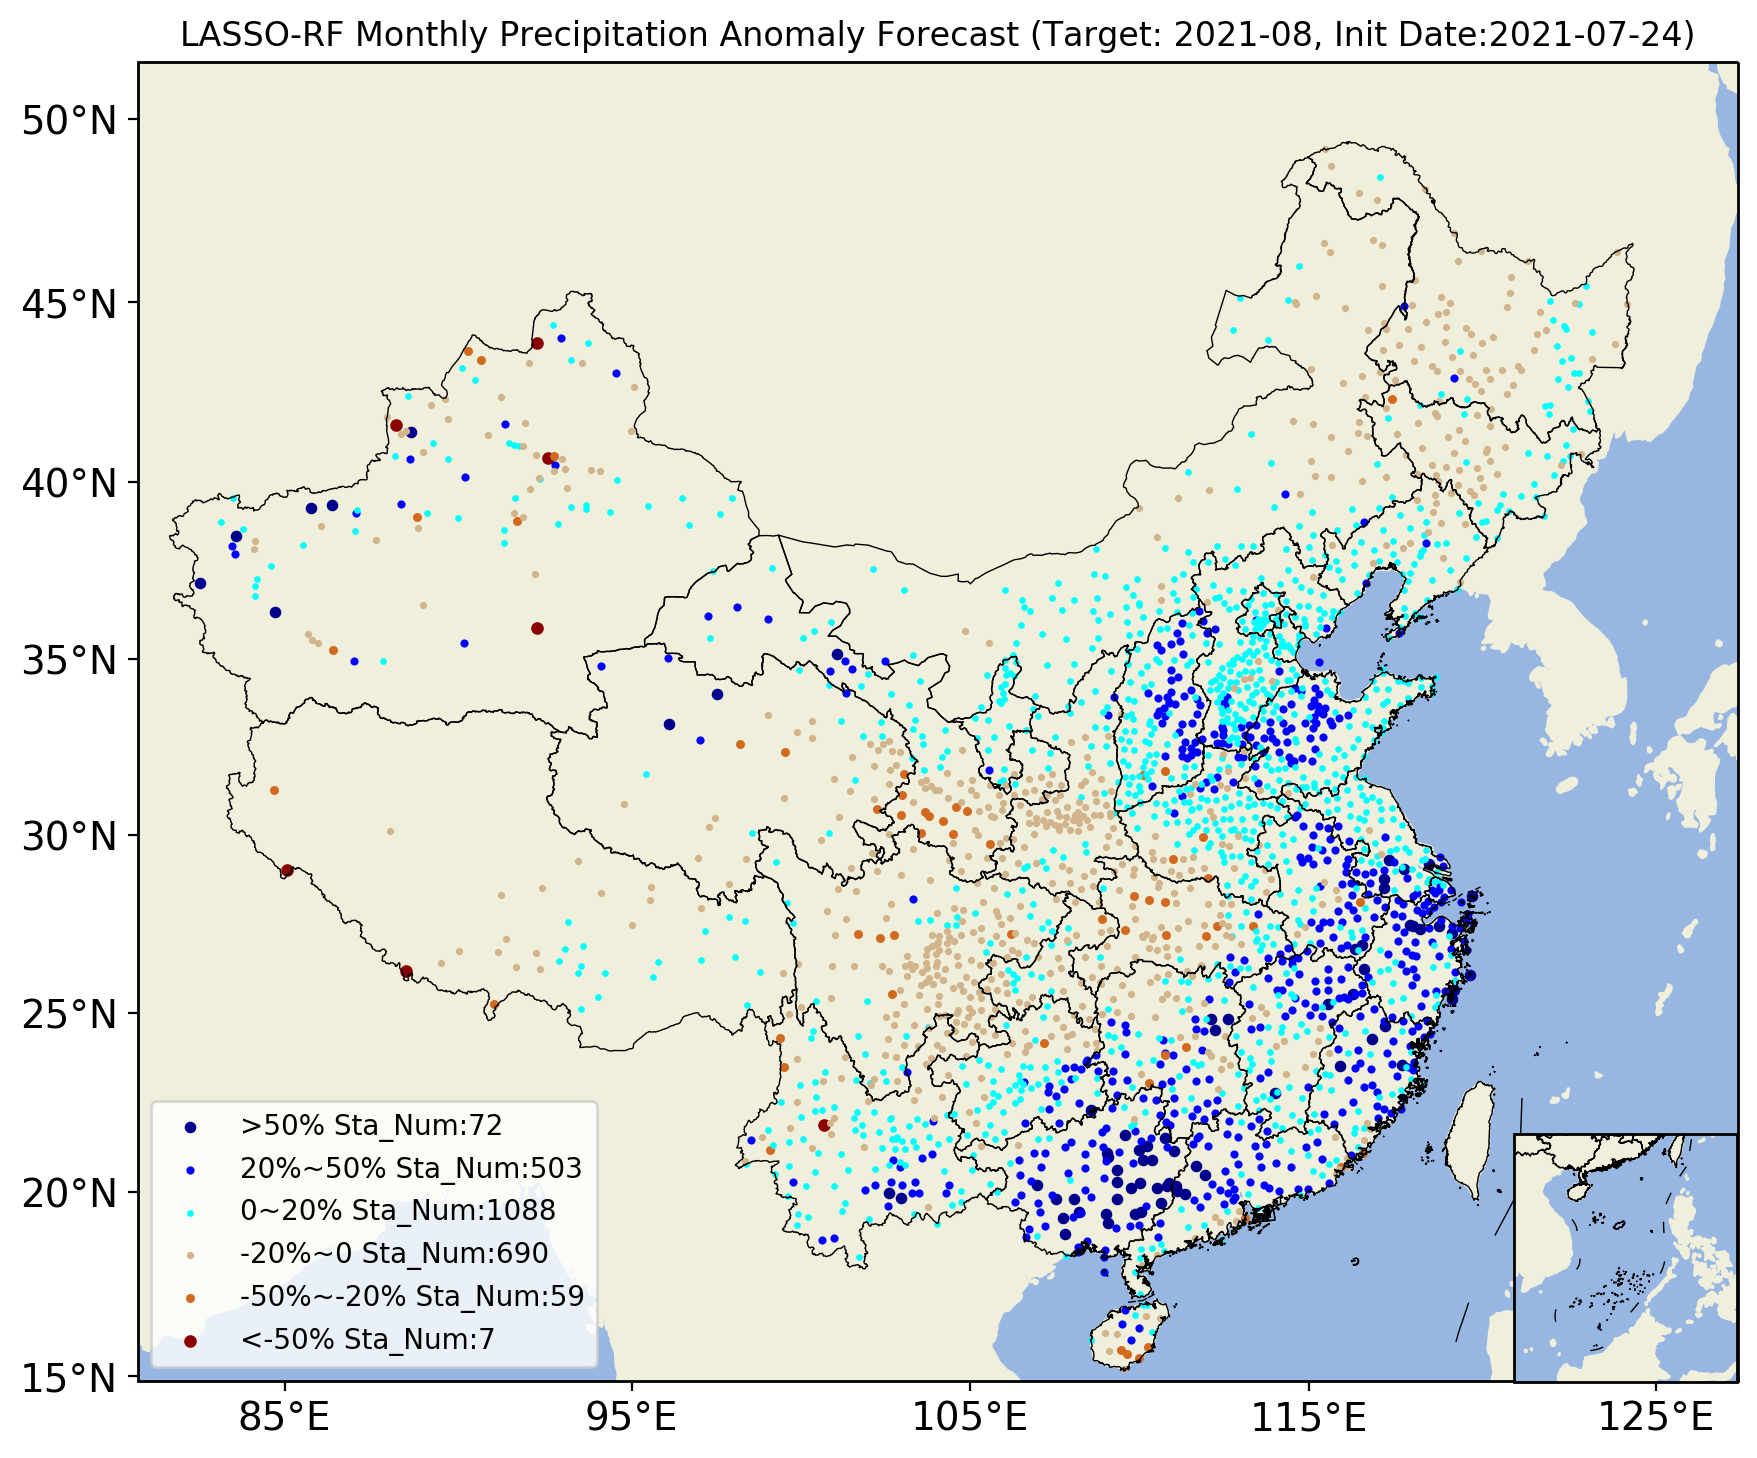 LASSO-RF Monthly Precipitation Anomaly Forecast (Target: 2021-08, Init Date:2021-07-24)
50°N
45°N
40°N
35°N
30°N
25°N
20°N
15°N
>50% Sta_Num:72
20%~50% Sta_Num:503
0~20% Sta_Num:1088
-20%~0 Sta_Num:690
-50%~-20% Sta_Num:59
<-50% Sta_Num:7
85°E
95°E
105°E
115°E
125°E